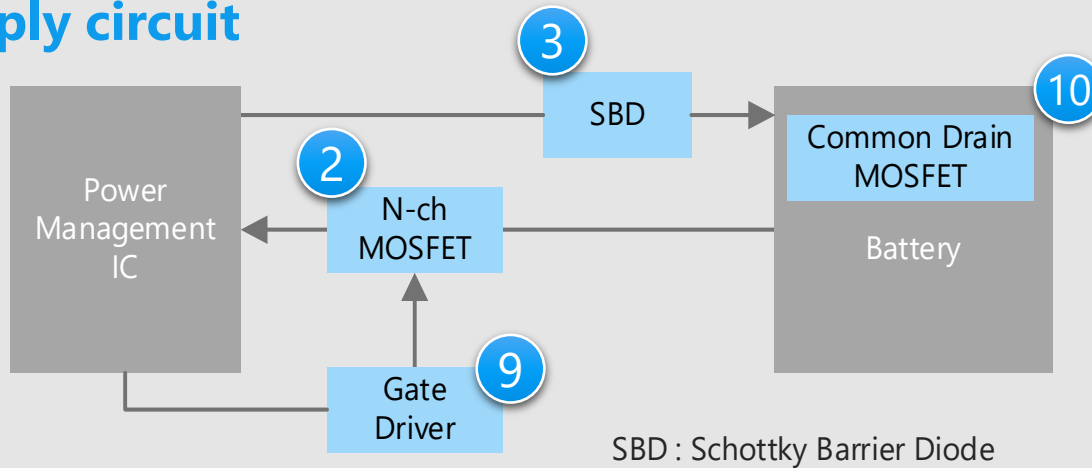 ply circuit
3
SBD
10
Common Drain
MOSFET
Power
Management
IC
2
N-ch
MOSFET
Battery
9
Gate
Driver
SBD : Schottky Barrier Diode